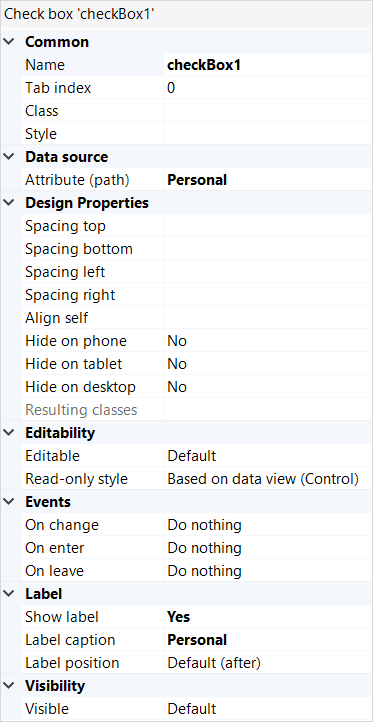 Check box 'checkBox1'
Common
Name checkBox1
Tab index 0
Class
Style
Data source
Attribute (path) Personal
Design Properties
Spacing top
Spacing bottom
Spacing left
Spacing right
Align self
Hide on phone No
Hide on tablet No
Hide on desktop No
Resulting classes
Editability
Editable Default
Read-only style Based on data view (Control)
Events
On change Do nothing
On enter Do nothing
On leave Do nothing
Label
Show label Yes
Label caption Personal
Label position Default (after)
Visibility
Visible Default